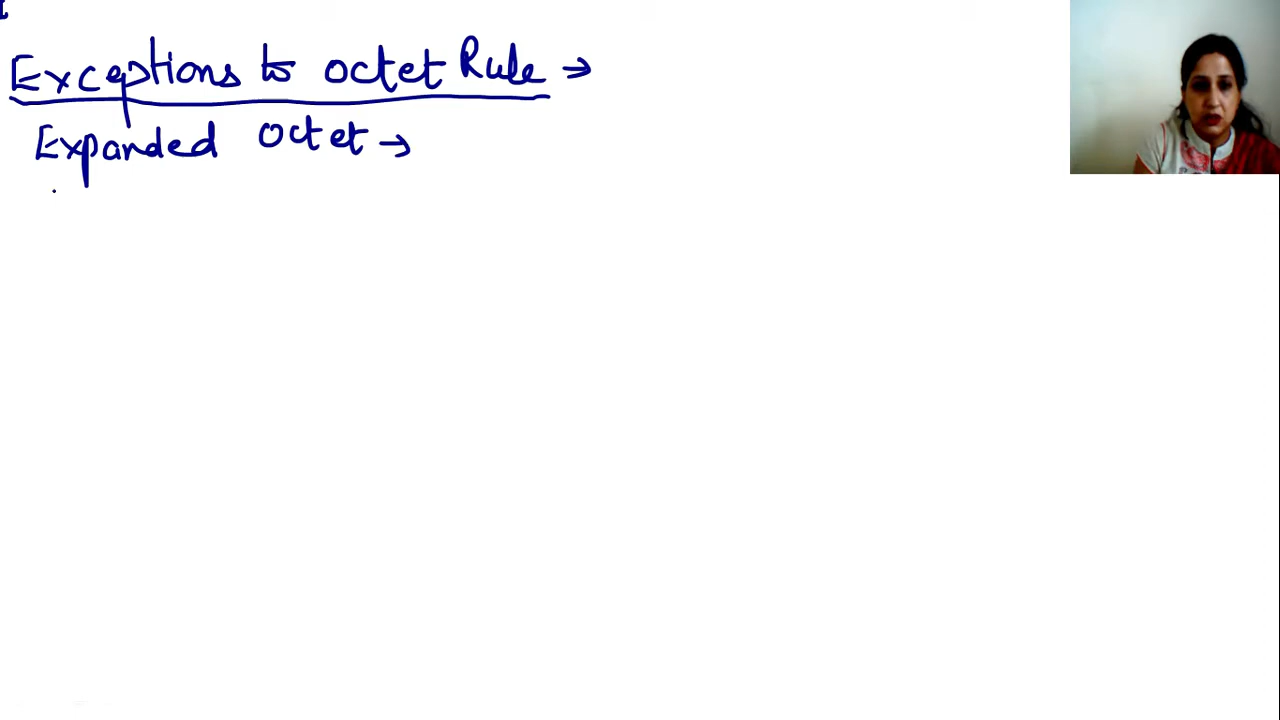 Exceptions to octet Rule →
Expanded octet →